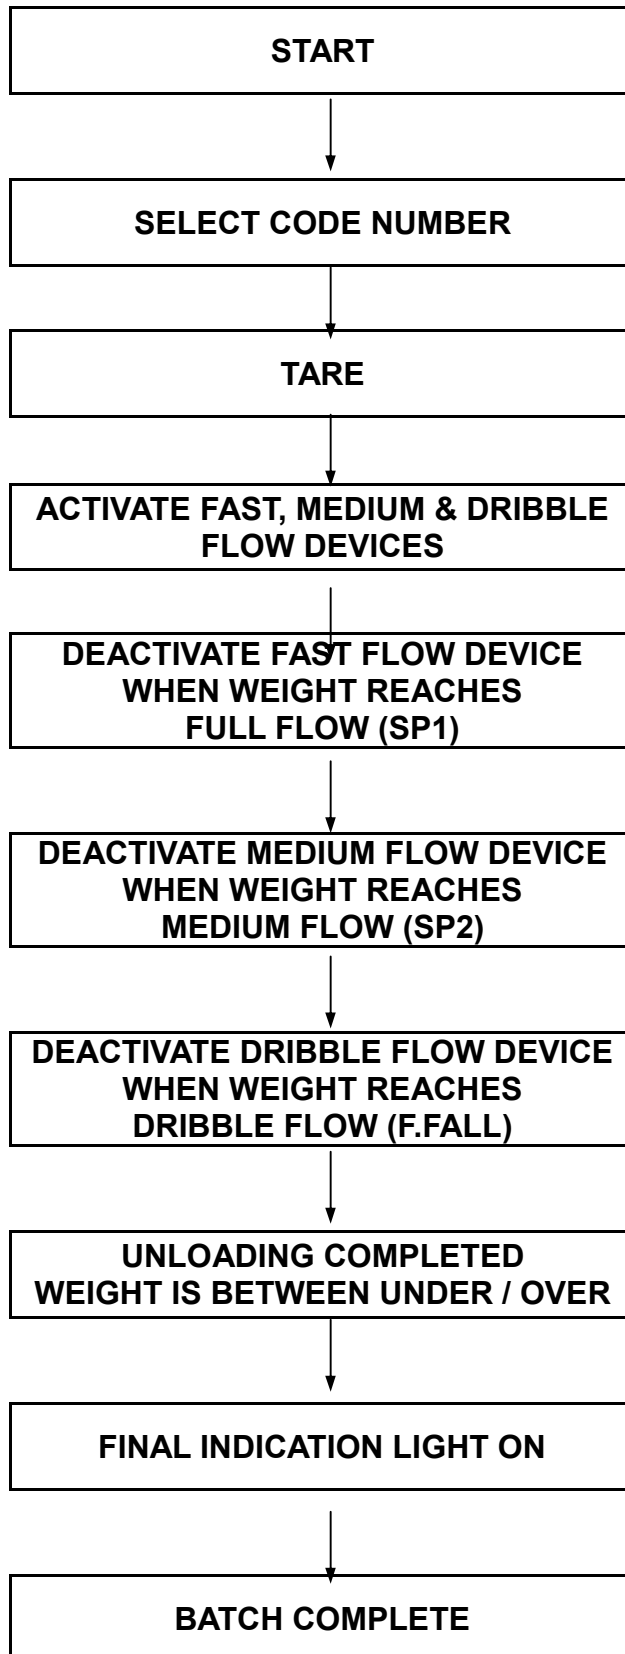 START
SELECT CODE NUMBER
TARE
ACTIVATE FAST, MEDIUM & DRIBBLE
FLOW DEVICES
DEACTIVATE FAST FLOW DEVICE
WHEN WEIGHT REACHES
FULL FLOW (SP1)
DEACTIVATE MEDIUM FLOW DEVICE
WHEN WEIGHT REACHES
MEDIUM FLOW (SP2)
DEACTIVATE DRIBBLE FLOW DEVICE
WHEN WEIGHT REACHES
DRIBBLE FLOW (F.FALL)
UNLOADING COMPLETED
WEIGHT IS BETWEEN UNDER / OVER
FINAL INDICATION LIGHT ON
BATCH COMPLETE